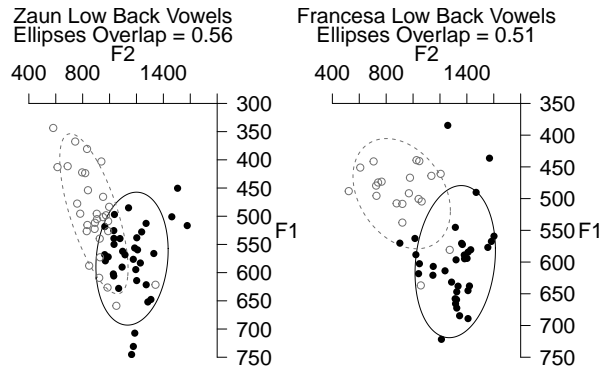 Zaun Low Back Vowels
Ellipses Overlap = 0.56
F2
400 800 1400
300
350
400
450
500
550
600
650
700
750
F1
Francesa Low Back Vowels
Ellipses Overlap = 0.51
F2
400 800 1400
350
400
450
500
550
600
650
700
750
F1